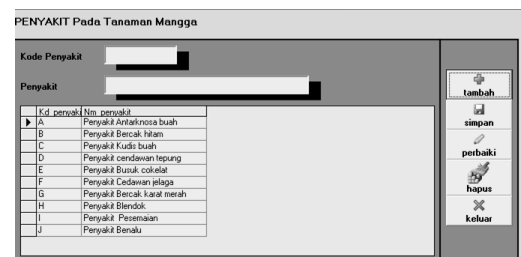 PENYAKIT Pada Tanaman Mangga
Kode Penyakit
Penyakit
Kd_penyaki Nm_penyakit
A Penyakit Antarknosa buah
B Penyakit Bercak hitam
C Penyakit Kudis buah
D Penyakit cendawan tepung
E Penyakit Busuk cokelat
F Penyakit Cedawan jelaga
G Penyakit Bercak karat merah
H Penyakit Blendok
I Penyakit Pesemaian
J Penyakit Benalu
tambah
simpan
perbaiki
hapus
keluar